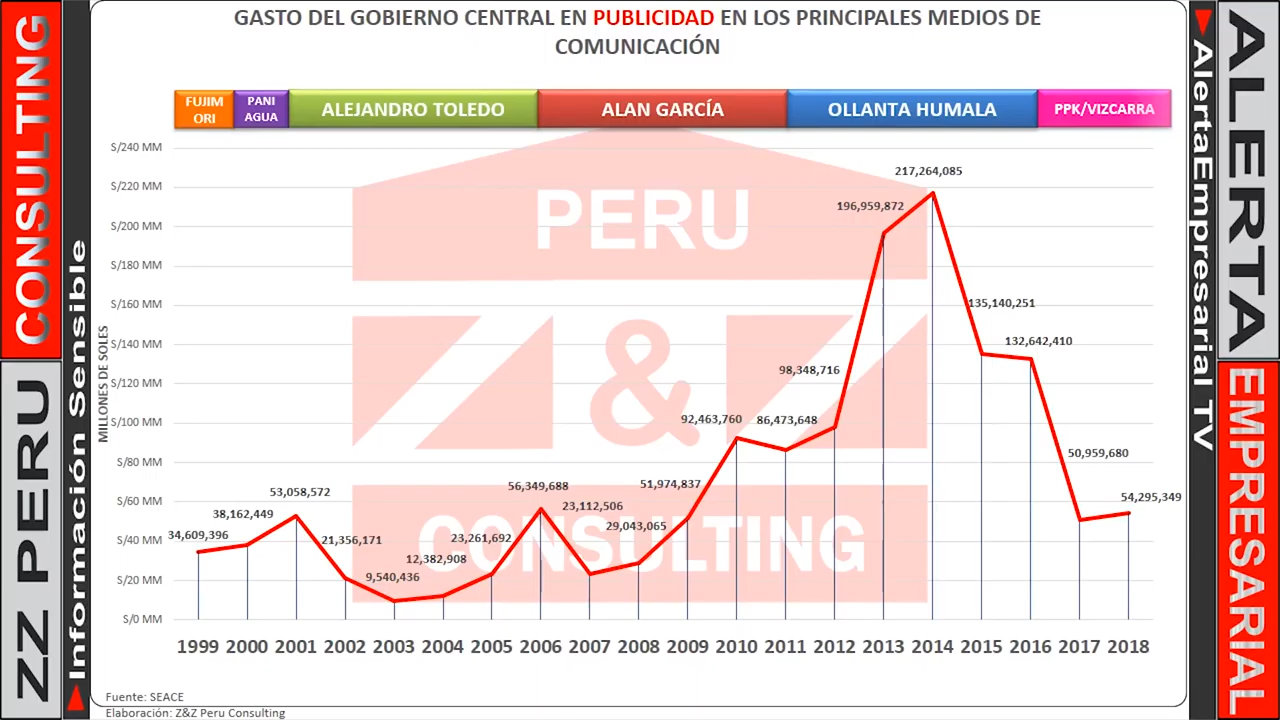 GASTO DEL GOBIERNO CENTRAL EN PUBLICIDAD EN LOS PRINCIPALES MEDIOS DE
COMUNICACIÓN
FUJIM
ORI
PANI
AGUA
ALEJANDRO TOLEDO
ALAN GARCÍA
OLLANTA HUMALA
PPK/VIZCARRA
S/240 MM
S/220 MM
S/200 MM
S/180 MM
S/160 MM
S/140 MM
S/120 MM
S/100 MM
S/80 MM
S/60 MM
S/40 MM
S/20 MM
S/0 MM
MILLONES DE SOLES
34,609,396
38,162,449
53,058,572
21,356,171
9,540,436
12,382,908
23,261,692
56,349,688
23,112,506
29,043,065
51,974,837
92,463,760
86,473,648
98,348,716
196,959,872
217,264,085
135,140,251
132,642,410
50,959,680
54,295,349
1999 2000 2001 2002 2003 2004 2005 2006 2007 2008 2009 2010 2011 2012 2013 2014 2015 2016 2017 2018
PERU
Z&Z
CONSULTING
Fuente: SEACE
Elaboración: Z&Z Peru Consulting
ZZ PERU
CONSULTING
Información Sensible
AlertaEmpresarial TV
ALERTA
EMPRESARIAL